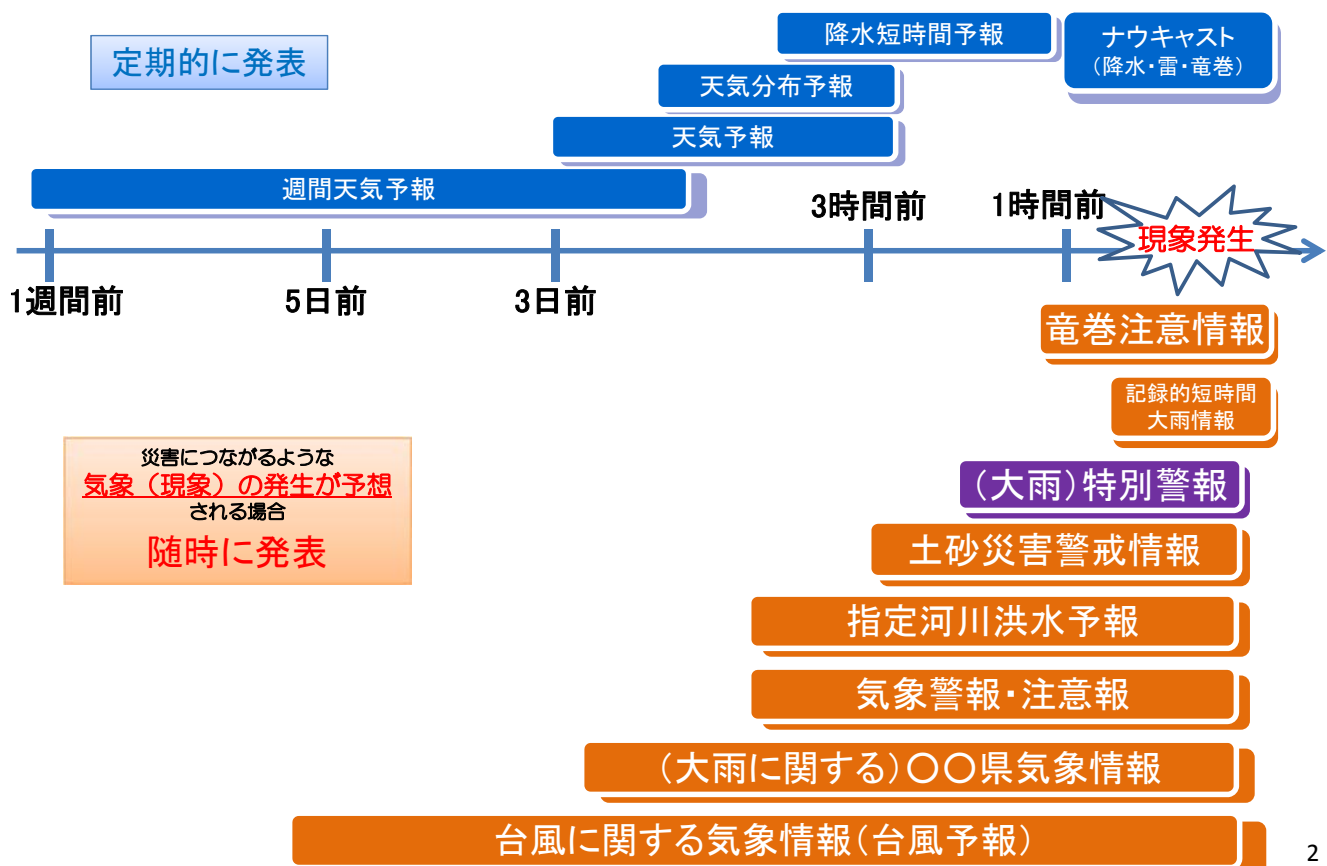 定期的に発表
降水短時間予報
ナウキャスト
（降水・雷・竜巻）
天気分布予報
天気予報
週間天気予報
3時間前
1時間前
現象発生
1週間前
5日前
3日前
竜巻注意情報
記録的短時間
大雨情報
災害につながるような
気象（現象）の発生が予想
される場合
随時に発表
（大雨）特別警報
土砂災害警戒情報
指定河川洪水予報
気象警報・注意報
（大雨に関する）〇〇県気象情報
台風に関する気象情報（台風予報）
2